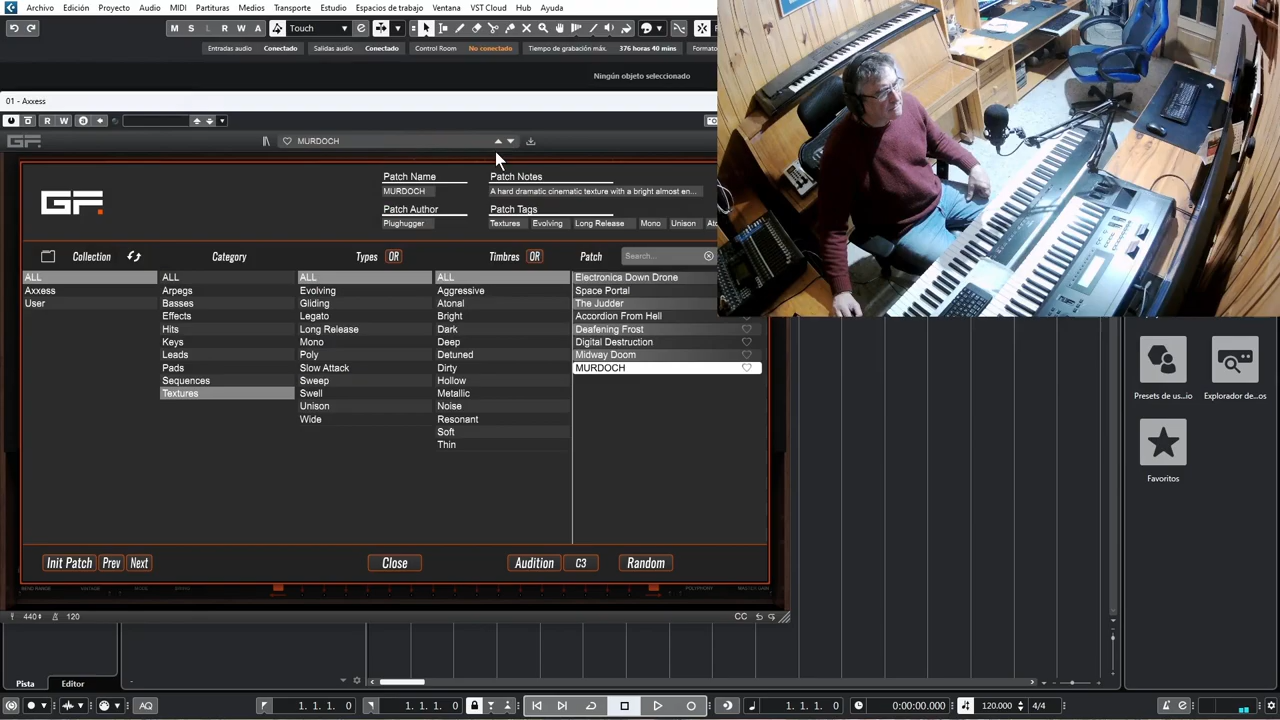 Archivo Edición Proyecto Audio MIDI Partituras Medios Transporte Estudio Espacios de trabajo Ventana VST Cloud Hub Ayuda
M S L R W A Touch
Entradas audio Conectado Salidas audio Conectado Control Room No conectado Tiempo de grabación máx. 376 horas 40 mins Formato
Ningún objeto seleccionado
01 - Axxess
R W
GF. MURDOCH
Patch Name Patch Notes
MURDOCH A hard dramatic cinematic texture with a bright almost en...
GF.
Patch Author Patch Tags
Plughugger Textures Evolving Long Release Mono Unison
Collection Category Types OR Timbres OR Patch Search...
ALL ALL ALL ALL Electronica Down Drone
Axxess Arpegs Evolving Aggressive Space Portal
User Basses Gliding Atonal The Judder
Effects Legato Bright Accordion From Hell
Hits Long Release Dark Deafening Frost
Keys Mono Deep Digital Destruction
Leads Poly Detuned Midway Doom
Pads Slow Attack Dirty MURDOCH
Sequences Sweep Hollow
Textures Swell Metallic
Unison Noise
Wide Resonant
Soft
Thin
Presets de us...io Explorador de...os
Favoritos
Init Patch Prev Next Close Audition C3 Random
440 120 CC
Pista Editor
AQ 1. 1. 1. 0 1. 1. 1. 0 1. 1. 1. 0 0:00:00.000 120.000 4/4